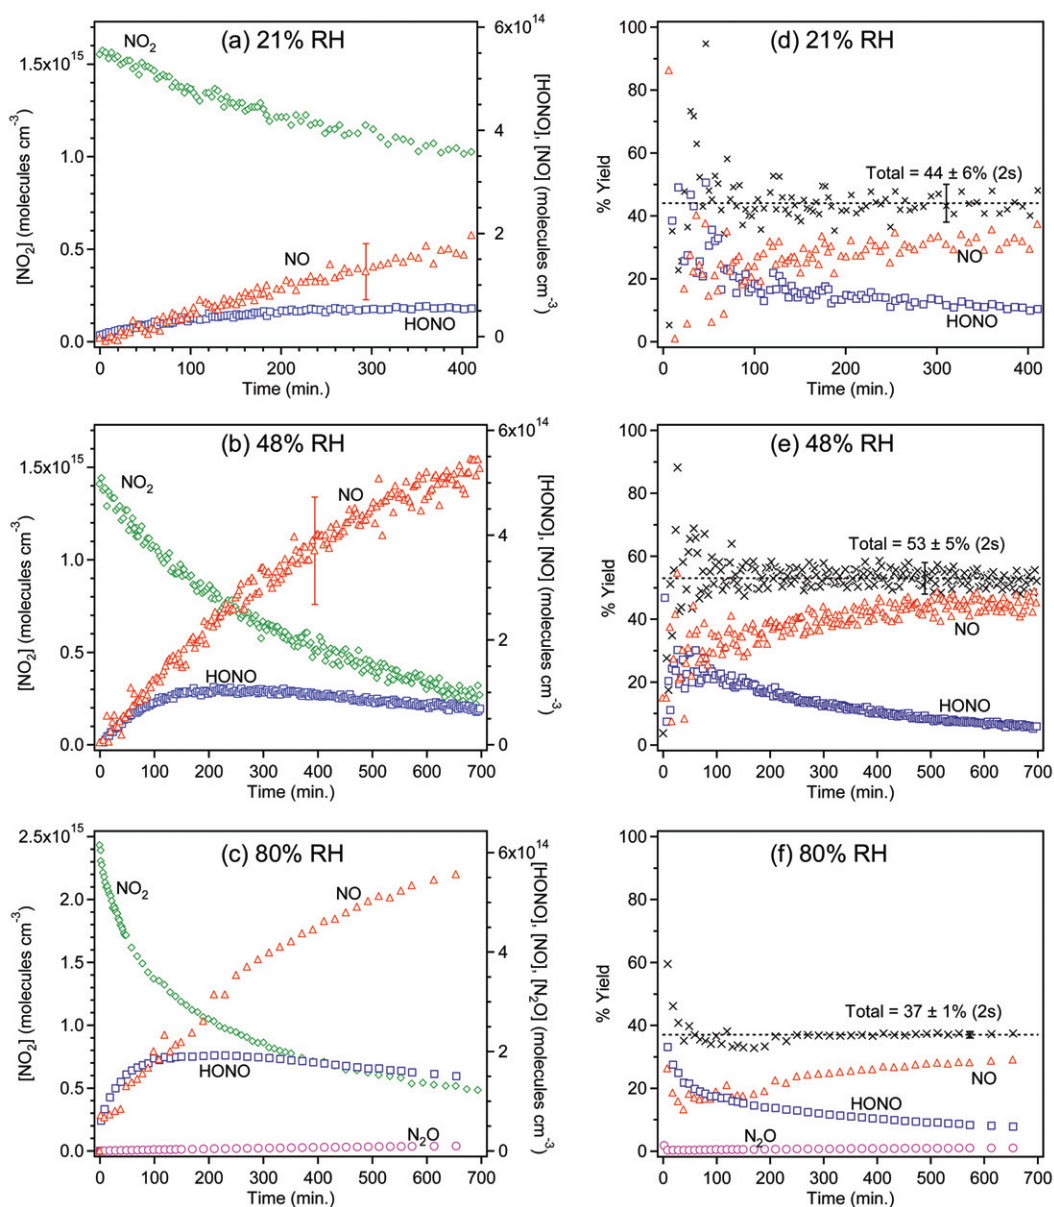 (a) 21% RH
NO2
NO
HONO
[NO2] (molecules cm-3)
1.5x10^15
1.0
0.5
0.0
6x10^14
4
2
0
[HONO], [NO] (molecules cm-3)
0 100 200 300 400
Time (min.)
(d) 21% RH
Total = 44 ± 6% (2s)
NO
HONO
% Yield
100
80
60
40
20
0
0 100 200 300 400
Time (min.)
(b) 48% RH
NO2
NO
HONO
[NO2] (molecules cm-3)
1.5x10^15
1.0
0.5
0.0
6x10^14
4
2
0
[HONO], [NO] (molecules cm-3)
0 100 200 300 400 500 600 700
Time (min.)
(e) 48% RH
Total = 53 ± 5% (2s)
NO
HONO
% Yield
100
80
60
40
20
0
0 100 200 300 400 500 600 700
Time (min.)
(c) 80% RH
NO2
NO
HONO
N2O
[NO2] (molecules cm-3)
2.5x10^15
2.0
1.5
1.0
0.5
0.0
6x10^14
4
2
0
[HONO], [NO], [N2O] (molecules cm-3)
0 100 200 300 400 500 600 700
Time (min.)
(f) 80% RH
Total = 37 ± 1% (2s)
NO
HONO
N2O
% Yield
100
80
60
40
20
0
0 100 200 300 400 500 600 700
Time (min.)